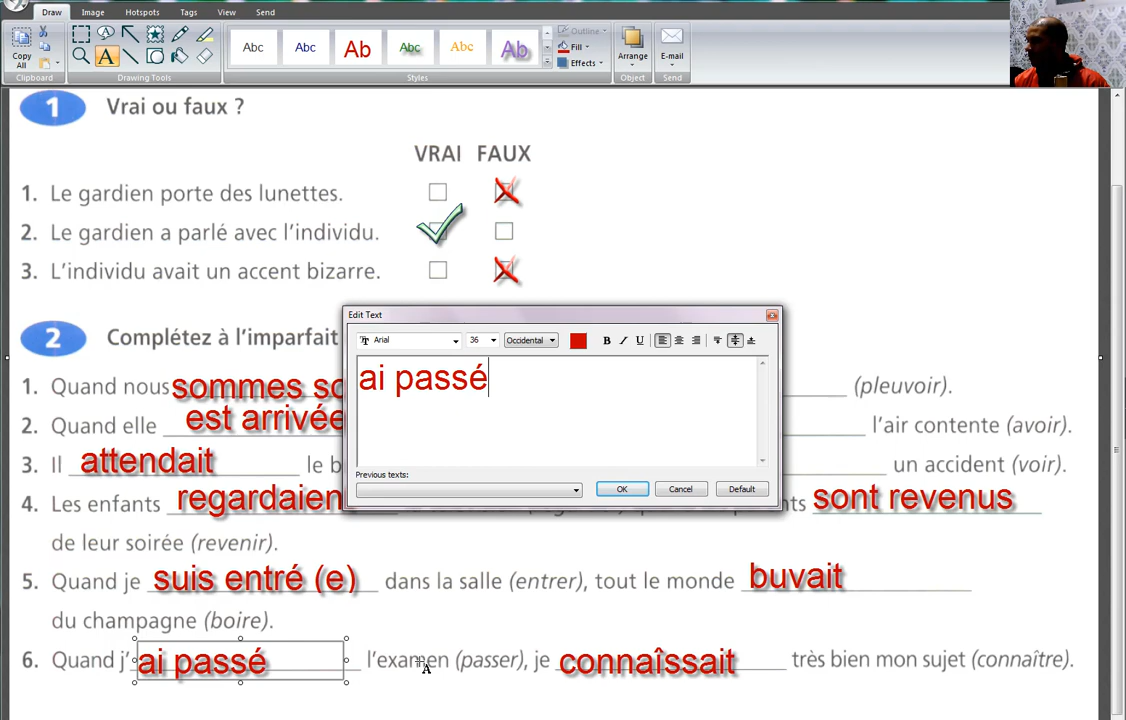 Draw Image Hotspots Tags View Send
Copy All
Abc Abc Ab Abc Abc Ab
Outline
Fill
Effects
Arrange
E-mail
Clipboard Drawing Tools Styles Object Send
1 Vrai ou faux ?
VRAI FAUX
1. Le gardien porte des lunettes.
2. Le gardien a parlé avec l'individu.
3. L'individu avait un accent bizarre.
Edit Text
Arial 36 Occidental B I U
ai passé
Previous texts:
OK Cancel Default
2 Complétez à l'imparfait
1. Quand nous sommes so (pleuvoir).
2. Quand elle est arrivée l'air contente (avoir).
3. Il attendait le b un accident (voir).
4. Les enfants regardaien nts sont revenus
de leur soirée (revenir).
5. Quand je suis entré (e) dans la salle (entrer), tout le monde buvait
du champagne (boire).
6. Quand j' ai passé l'examen (passer), je connaîssait très bien mon sujet (connaître).